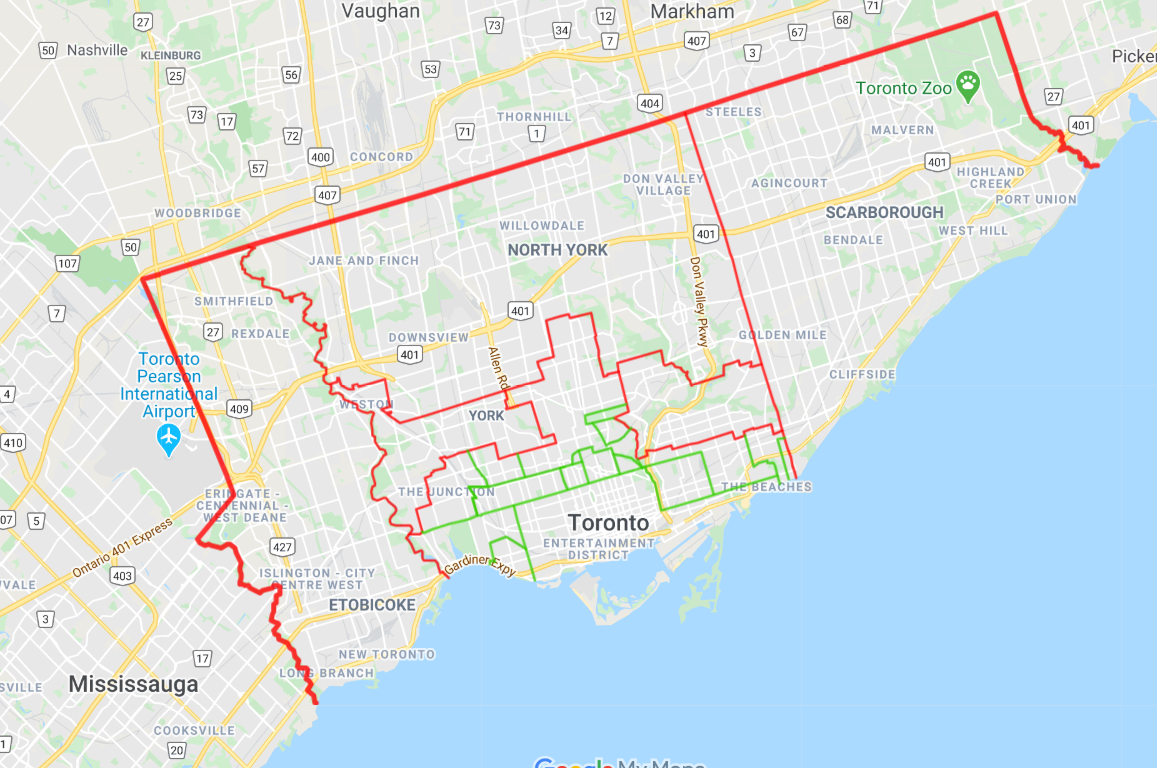 Vaughan
Markham
71
27
73
34
12
7
68
67
50
Nashville
KLEINBURG
407
3
Picker
25
56
53
Toronto Zoo
27
404
STEELES
73
17
THORNHILL
1
401
72
71
MALVERN
400
CONCORD
401
57
DON VALLEY
VILLAGE
HIGHLAND
CREEK
AGINCOURT
407
PORT UNION
WOODBRIDGE
SCARBOROUGH
WILLOWDALE
WEST HILL
401
50
NORTH YORK
BENDALE
107
JANE AND FINCH
Don Valley Pkwy
SMITHFIELD
7
401
27
REXDALE
DOWNSVIEW
GOLDEN MILE
401
Allen Rd
Toronto
Pearson
International
Airport
CLIFFSIDE
4
WESTON
409
YORK
410
THE JUNCTION
THE BEACHES
ERINGATE -
CENTENNIAL -
WEST DEANE
07
5
Toronto
Ontario 401 Express
427
ENTERTAINMENT
DISTRICT
Gardiner Expy
403
ISLINGTON - CITY
CENTRE WEST
VALE
ETOBICOKE
3
17
NEW TORONTO
LONG BRANCH
SVILLE
Mississauga
COOKSVILLE
1
20
Google My Maps